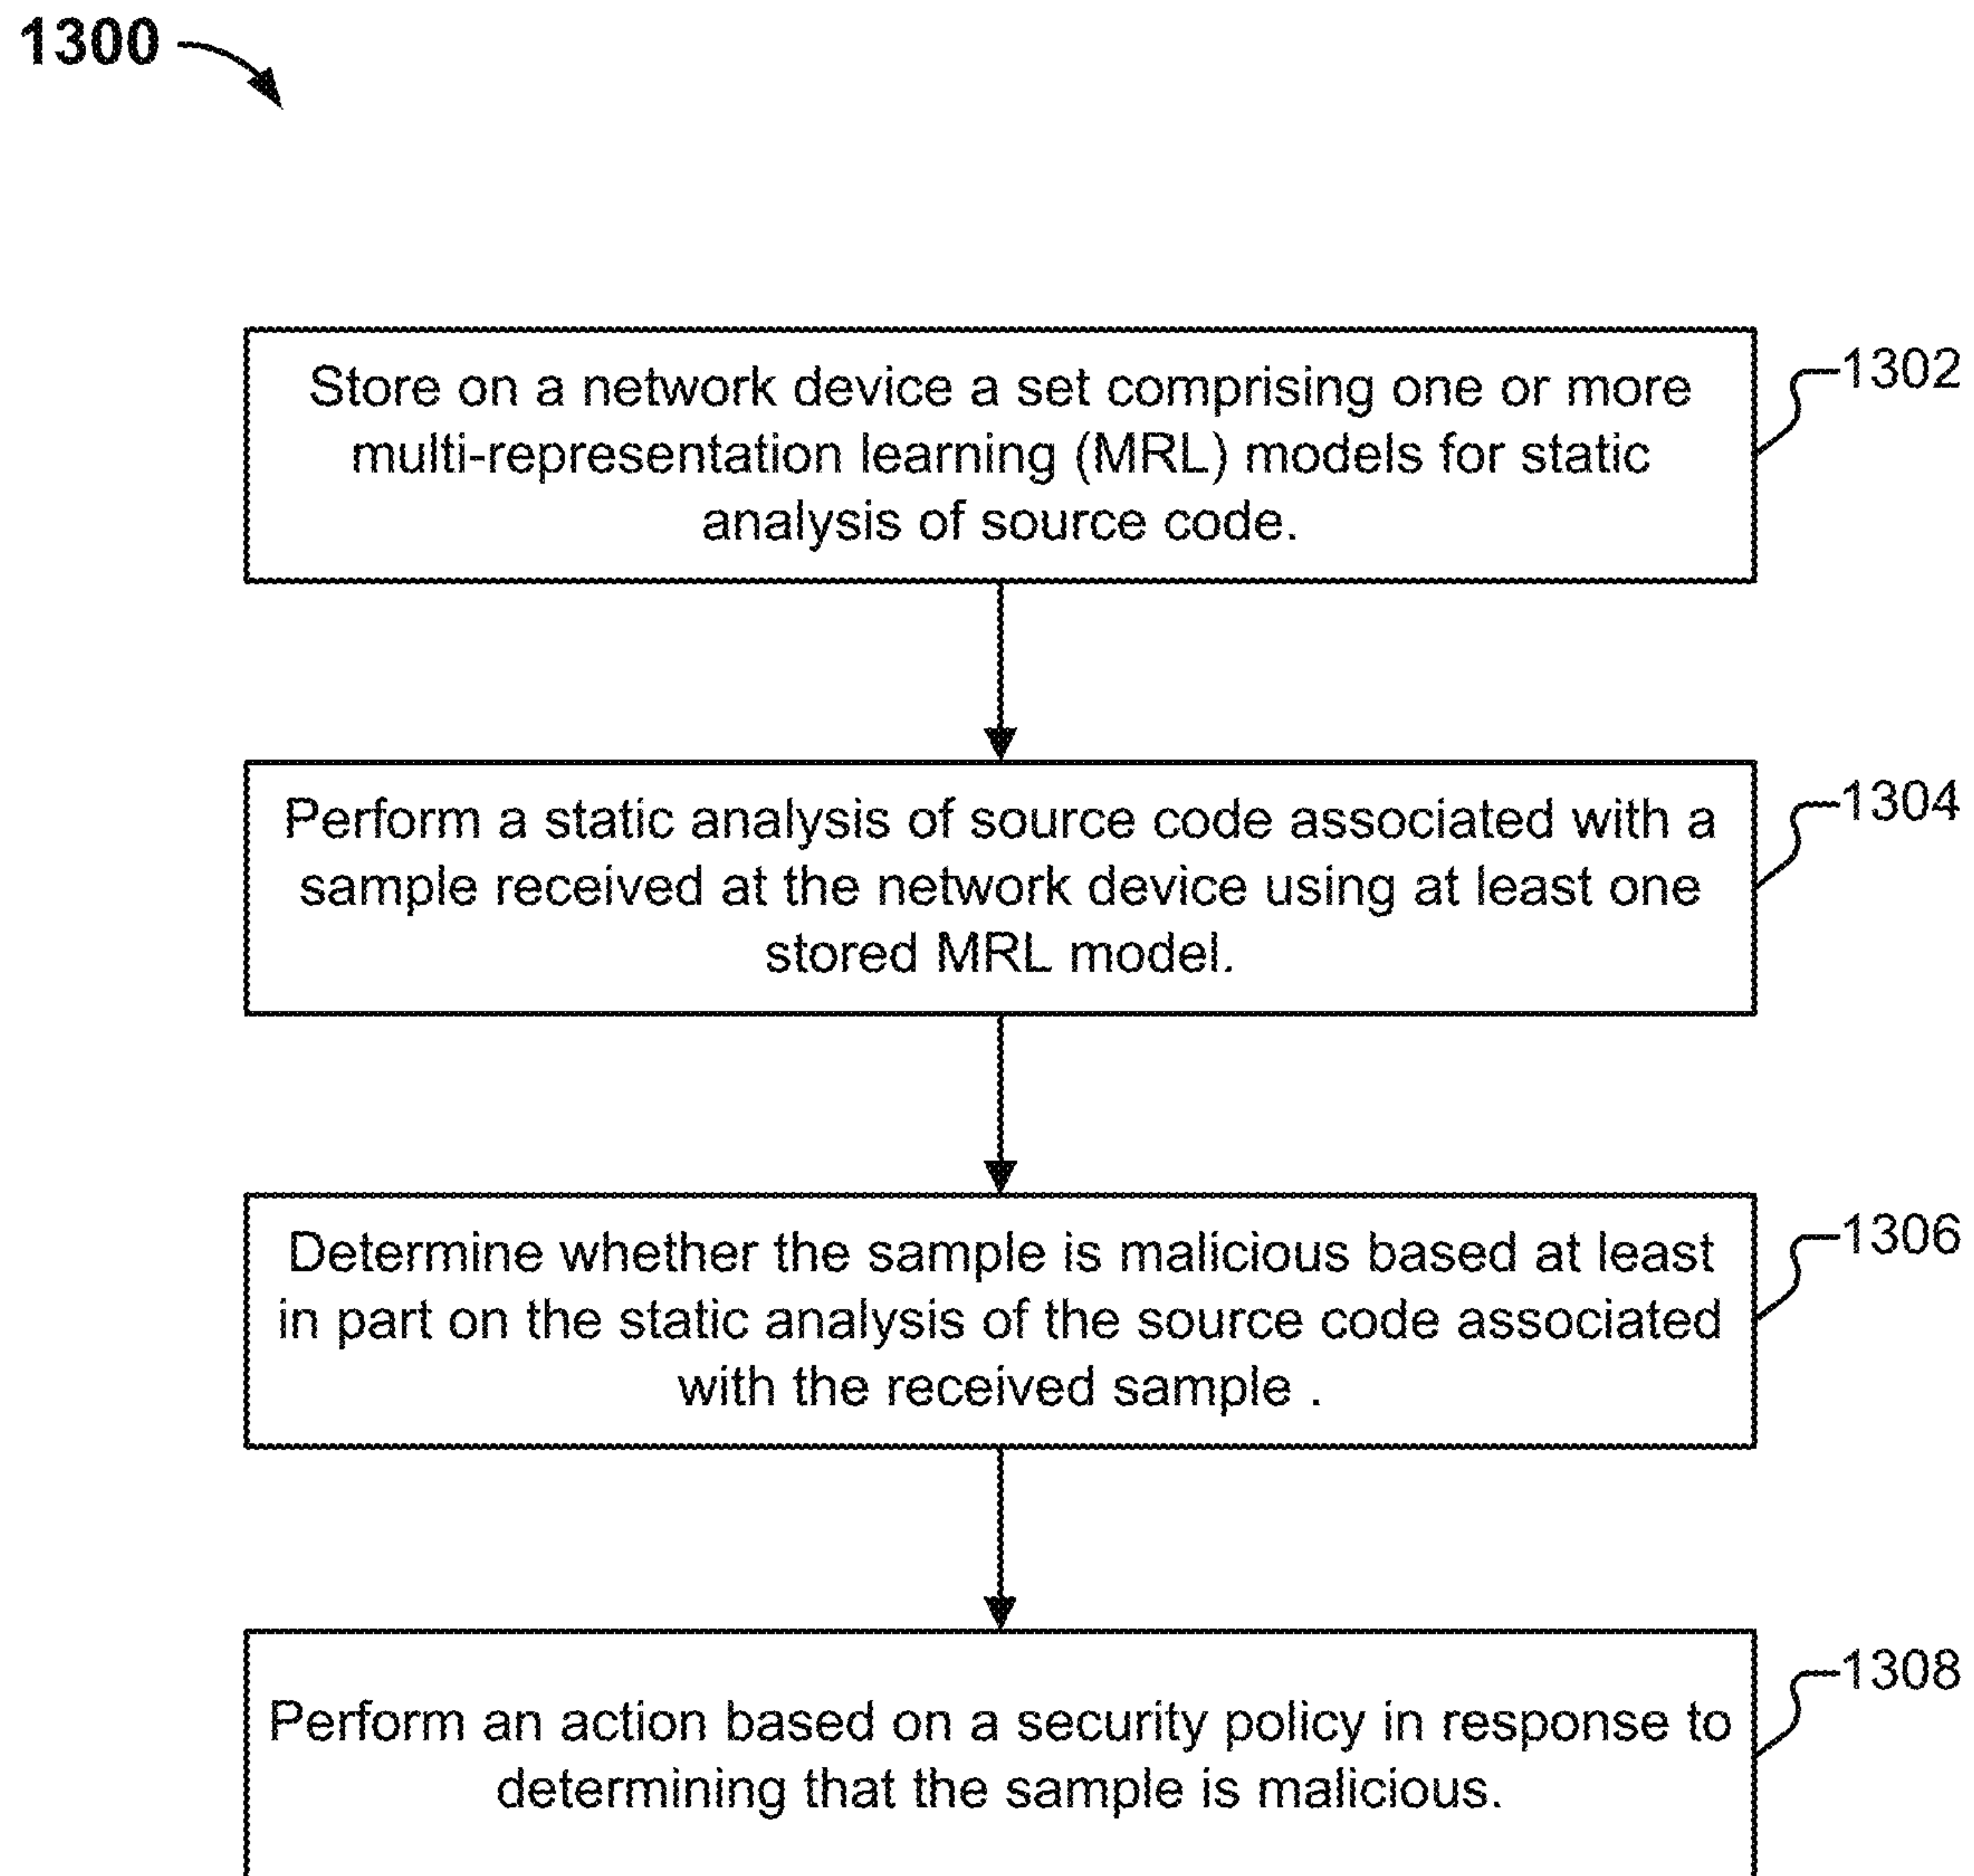 1300
Store on a network device a set comprising one or more
multi-representation learning (MRL) models for static
analysis of source code.
1302
Perform a static analysis of source code associated with a
sample received at the network device using at least one
stored MRL model.
1304
Determine whether the sample is malicious based at least
in part on the static analysis of the source code associated
with the received sample .
1306
Perform an action based on a security policy in response to
determining that the sample is malicious.
1308